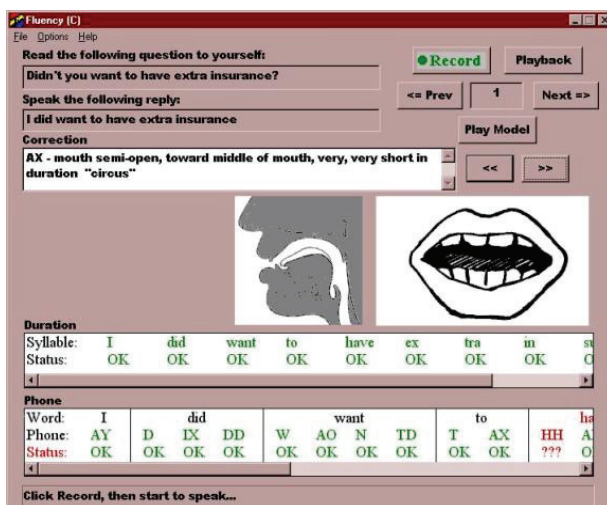 Fluency (C)
File Options Help
Read the following question to yourself:
Didn't you want to have extra insurance?
Record Playback
<= Prev 1 Next =>
Speak the following reply:
I did want to have extra insurance
Play Model
Correction
AX - mouth semi-open, toward middle of mouth, very, very short in
duration "circus"
<< >>
Duration
Syllable: I did want to have ex tra in su
Status: OK OK OK OK OK OK OK OK O
Phone
Word: I did want to ha
Phone: AY D IX DD W AO N TD T AX HH A
Status: OK OK OK OK OK OK OK OK OK OK ??? O
Click Record, then start to speak...